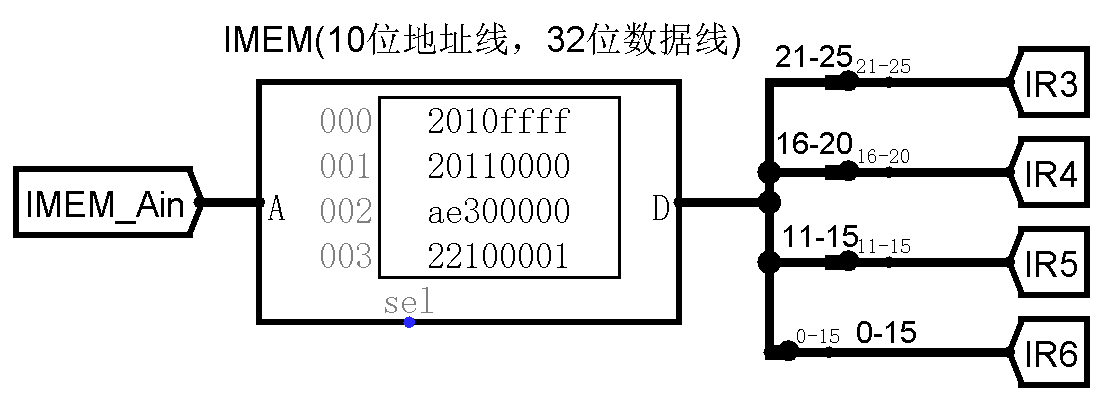 IMEM(10位地址线，32位数据线)
21-25
21-25
IR3
000 2010ffff
16-20
16-20
IR4
001 20110000
IMEM_Ain
A
002 ae300000
D
11-15
11-15
IR5
003 22100001
sel
0-15
0-15
IR6